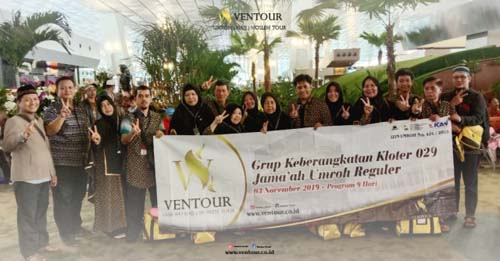 VENTOUR
Grup Keberangkatan Kloter 029
Jama'ah Umroh Reguler
03 November 2019 - Program 9 Hari
VENTOUR
www.ventour.co.id
KAN
www.ventour.co.id